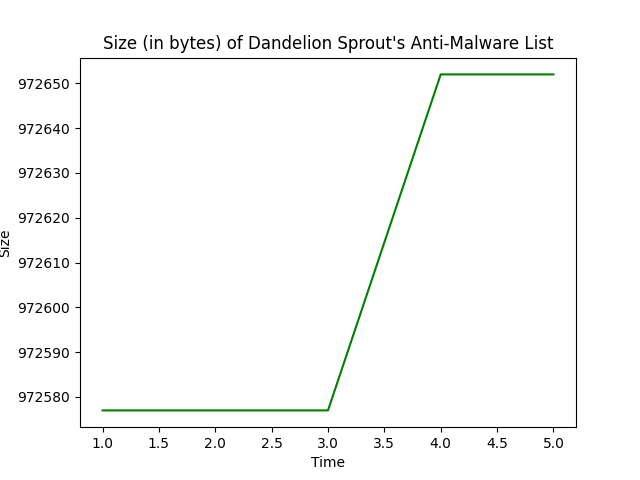 Size (in bytes) of Dandelion Sprout's Anti-Malware List
972650
972640
972630
972620
972610
972600
972590
972580
Size
1.0 1.5 2.0 2.5 3.0 3.5 4.0 4.5 5.0
Time